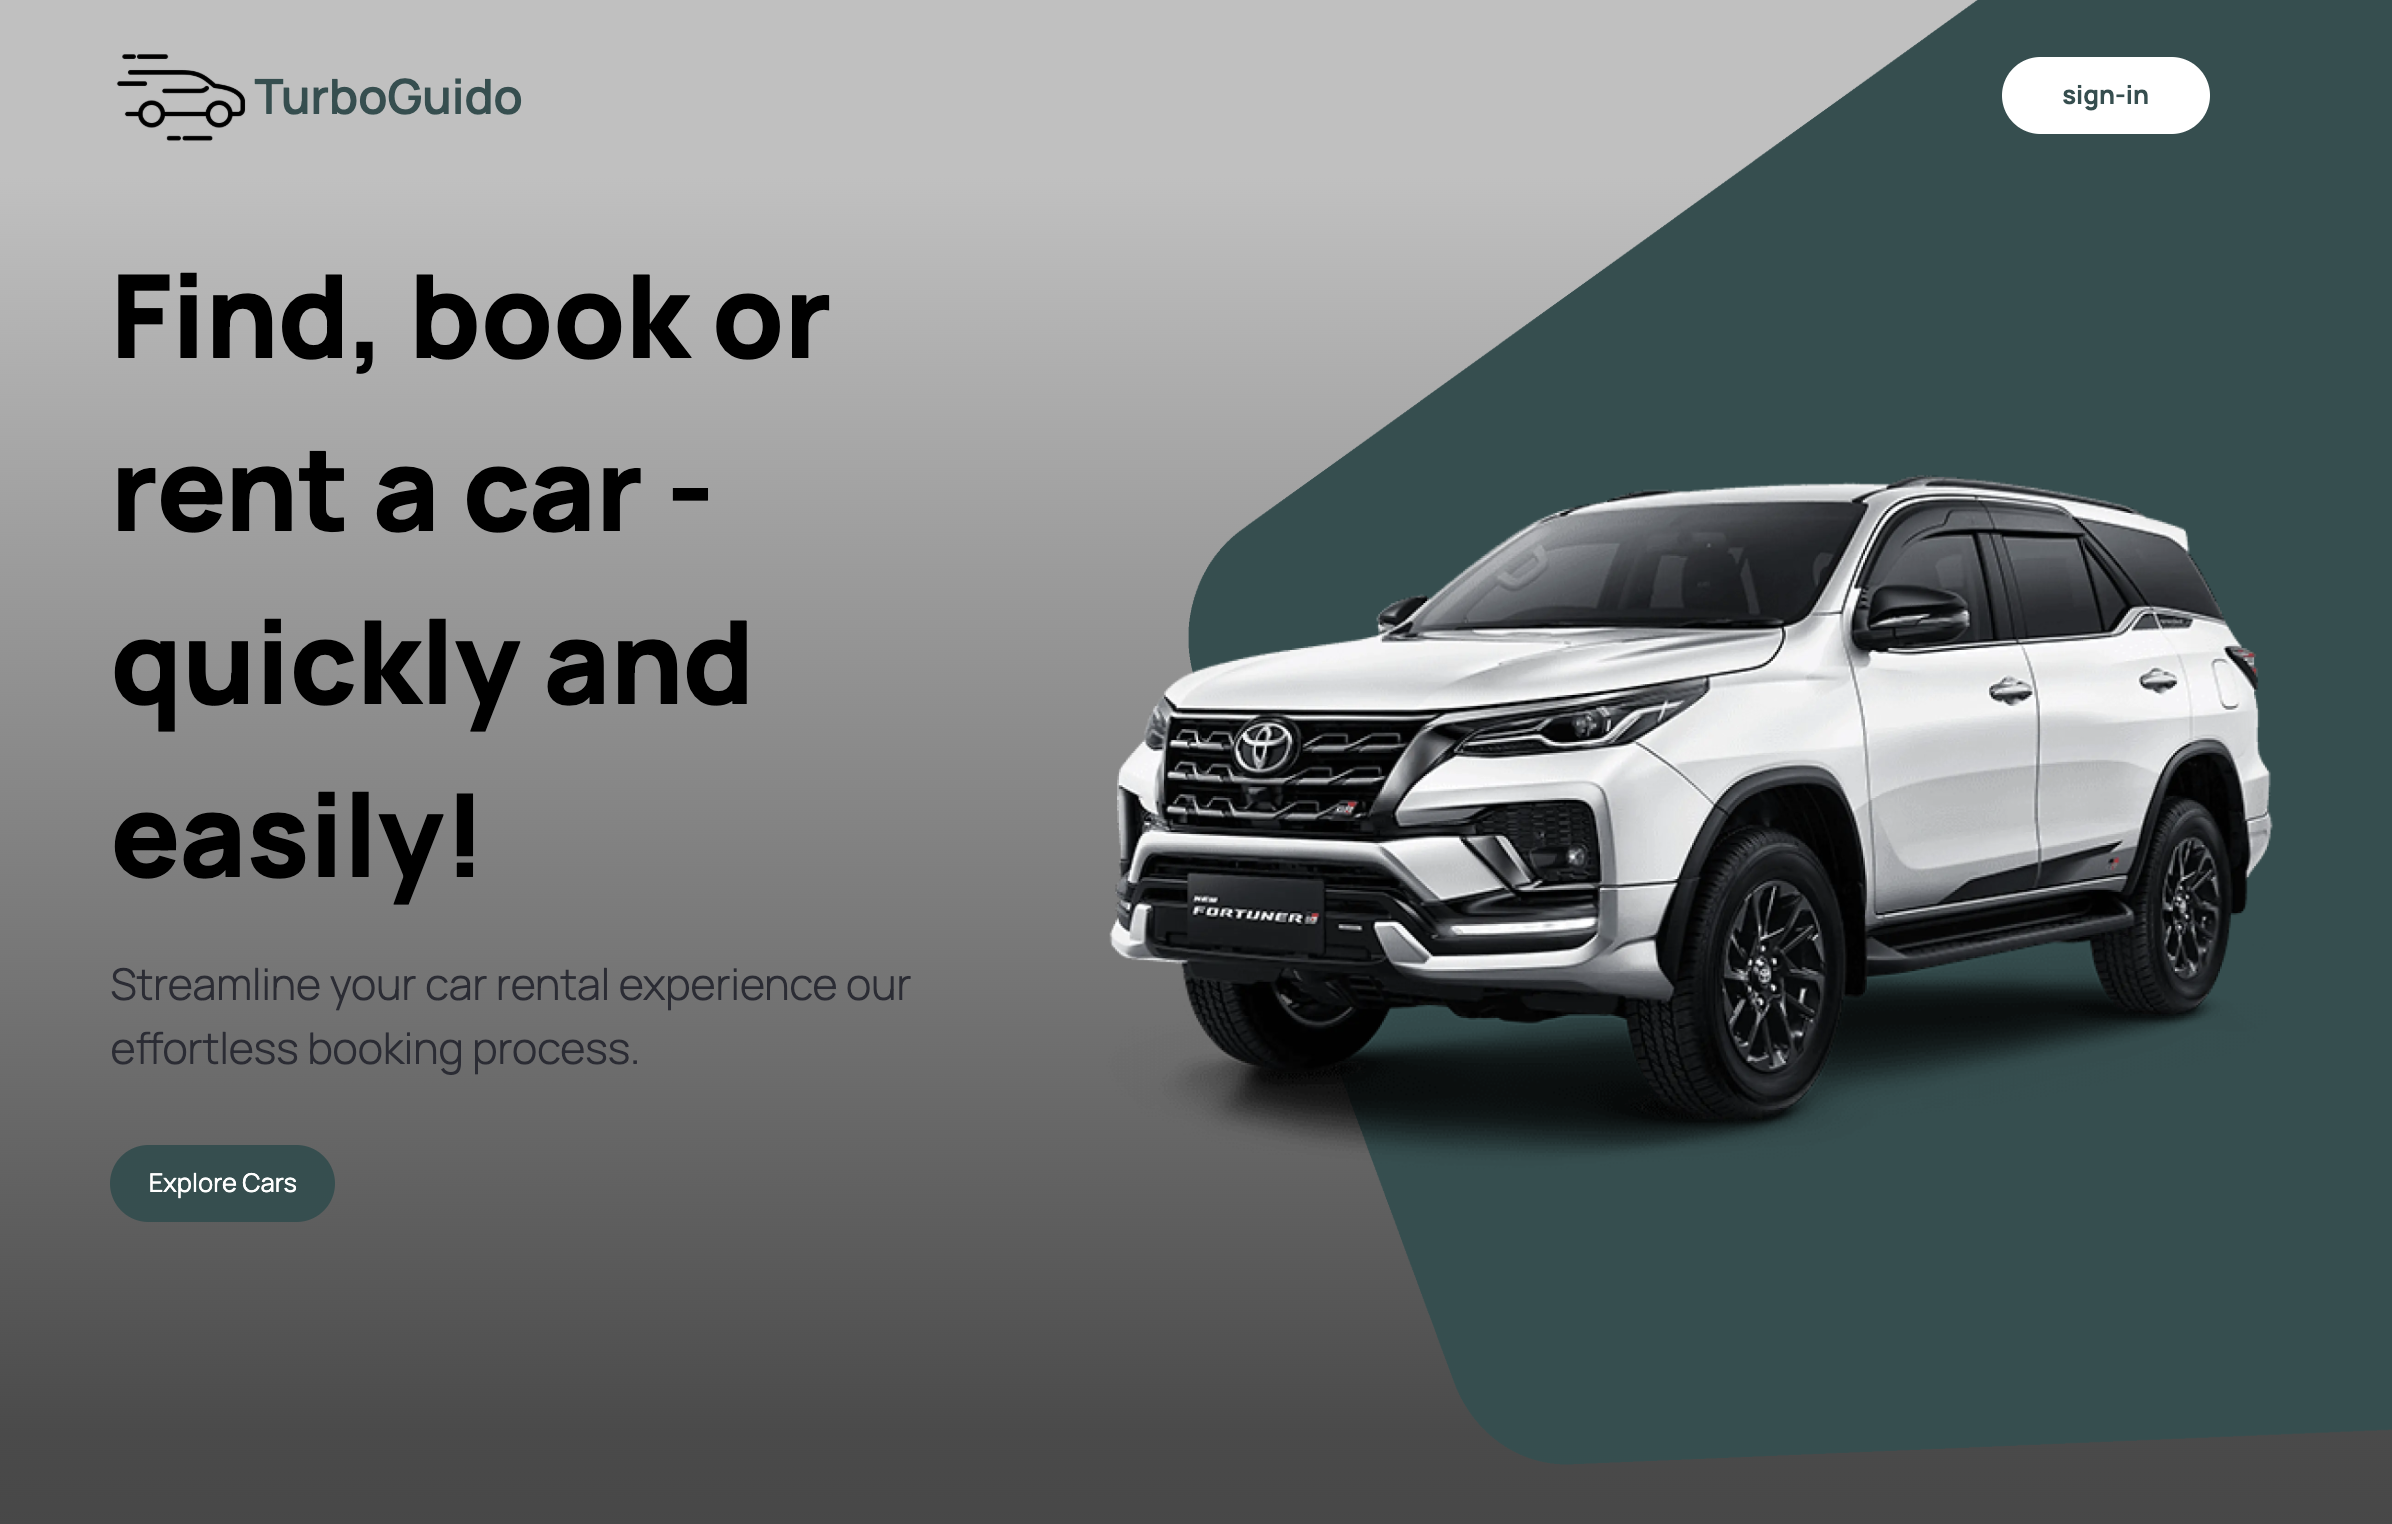 TurboGuido
sign-in
Find, book or
rent a car -
quickly and
easily!
Streamline your car rental experience our
effortless booking process.
Explore Cars
NEW
FORTUNER GR